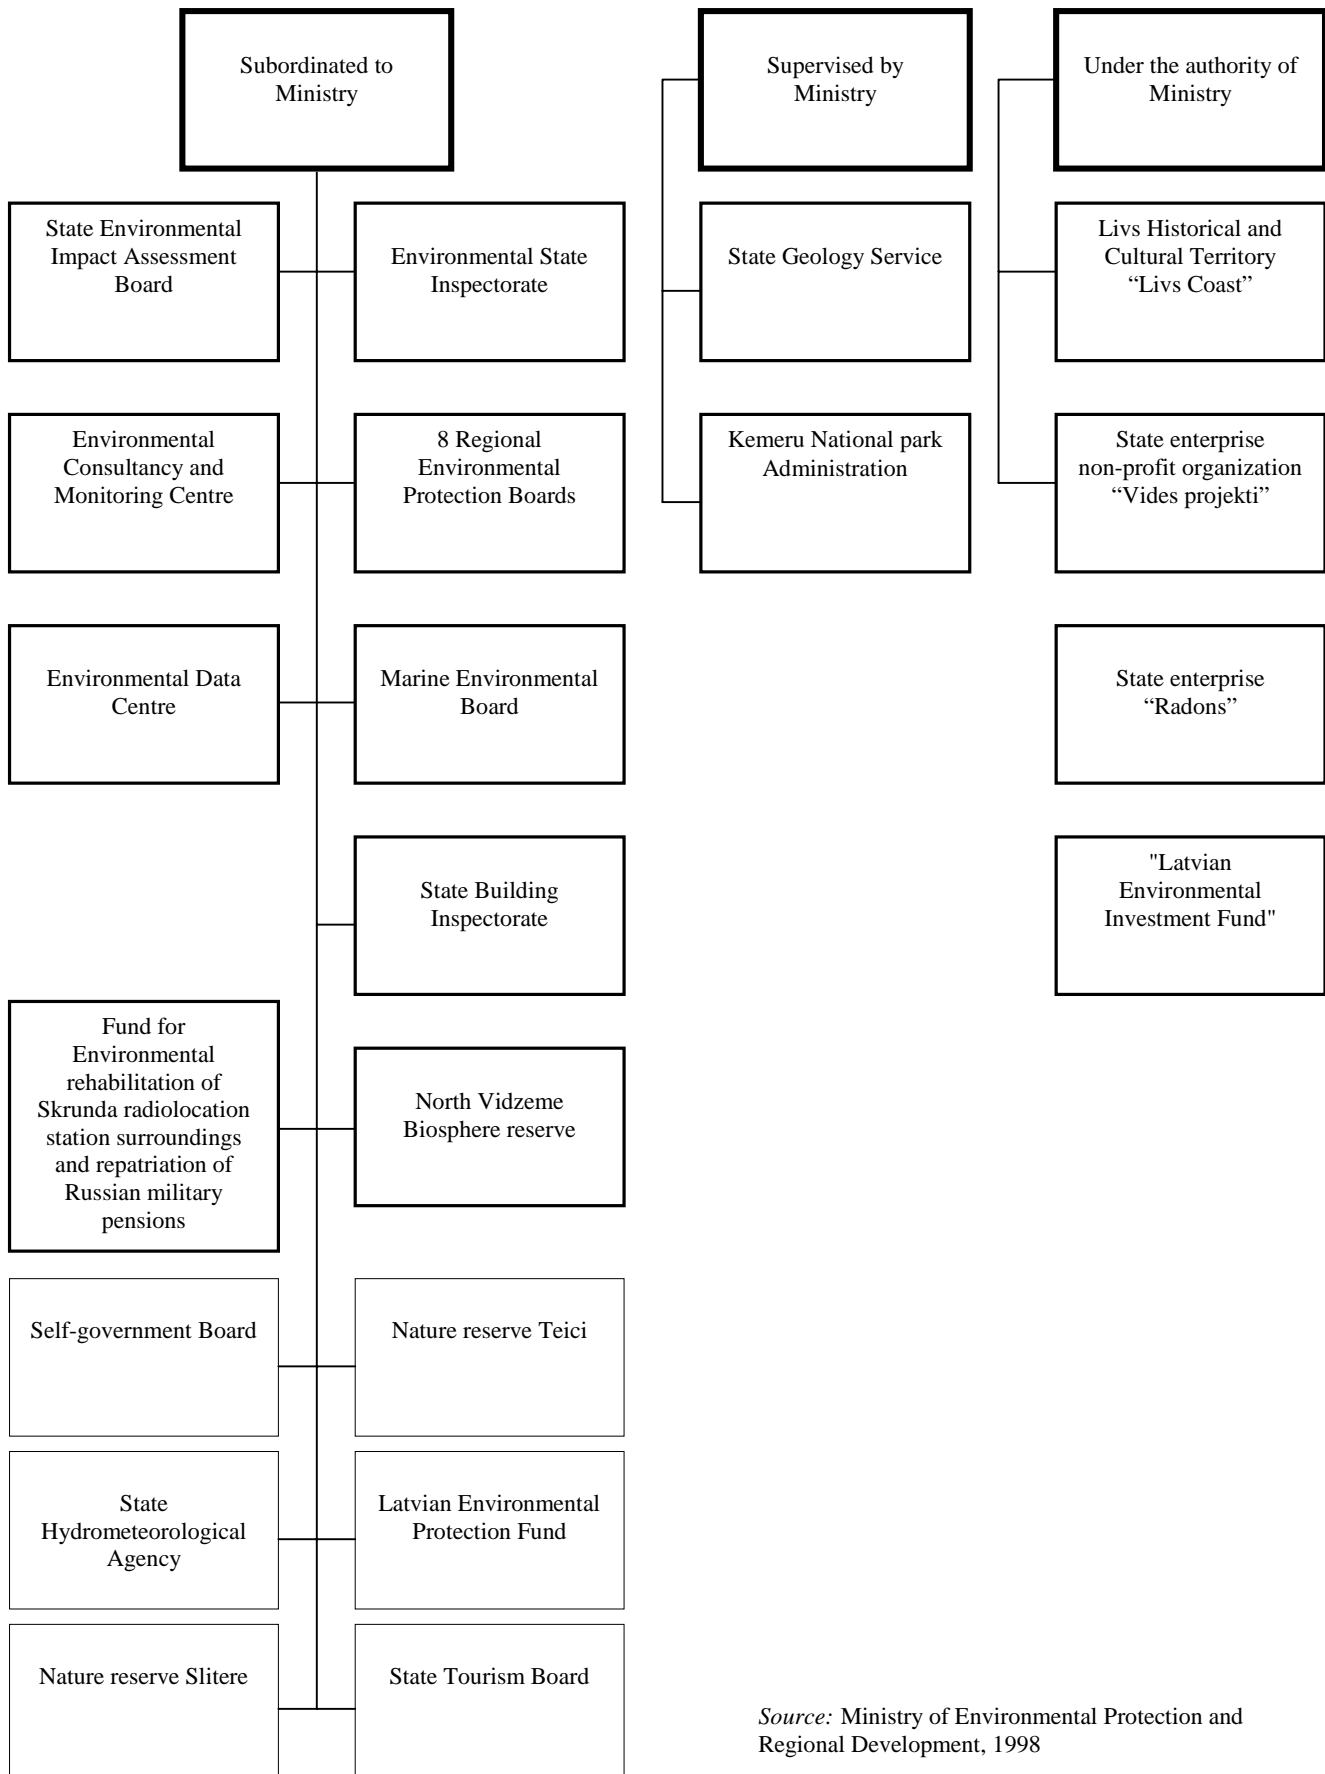 Subordinated to
Ministry
Supervised by
Ministry
Under the authority of
Ministry
State Environmental
Impact Assessment
Board
Environmental State
Inspectorate
State Geology Service
Livs Historical and
Cultural Territory
“Livs Coast”
Environmental
Consultancy and
Monitoring Centre
8 Regional
Environmental
Protection Boards
Kemeru National park
Administration
State enterprise
non-profit organization
“Vides projekti”
Environmental Data
Centre
Marine Environmental
Board
State enterprise
“Radons”
State Building
Inspectorate
"Latvian
Environmental
Investment Fund"
Fund for
Environmental
rehabilitation of
Skrunda radiolocation
station surroundings
and repatriation of
Russian military
pensions
North Vidzeme
Biosphere reserve
Self-government Board
Nature reserve Teici
State
Hydrometeorological
Agency
Latvian Environmental
Protection Fund
Nature reserve Slitere
State Tourism Board
Source: Ministry of Environmental Protection and
Regional Development, 1998